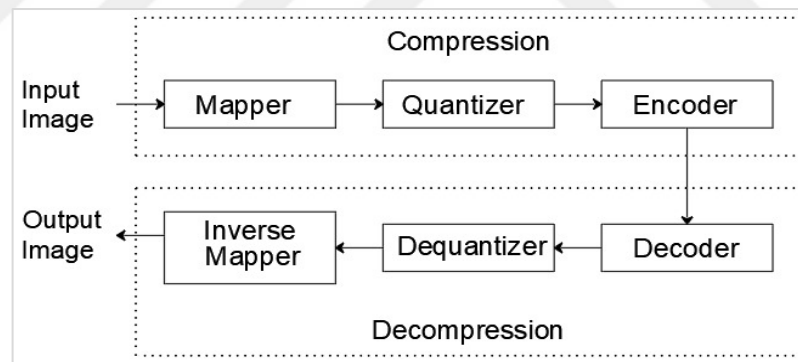 Compression
Input
Image
Mapper
Quantizer
Encoder
Output
Image
Inverse
Mapper
Dequantizer
Decoder
Decompression